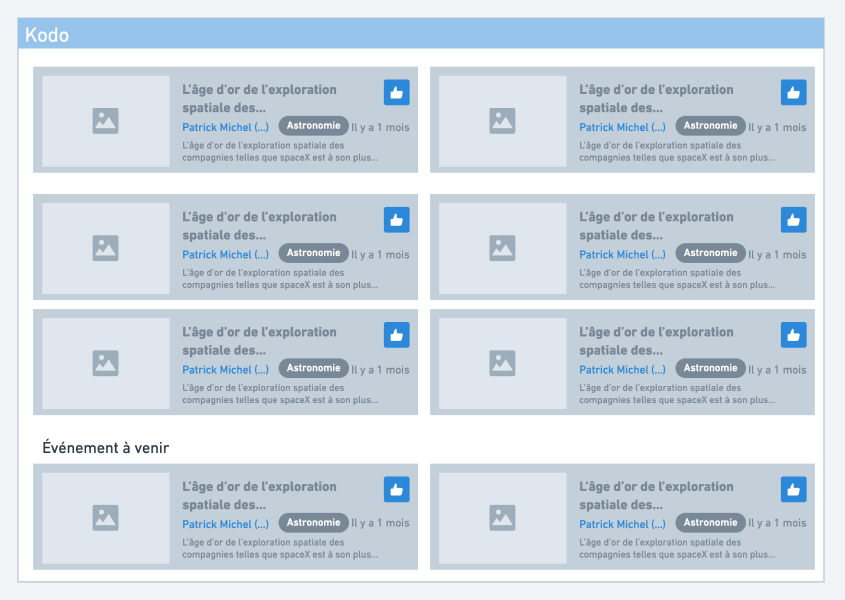 Kodo
L'âge d'or de l'exploration
spatiale des...
Patrick Michel (...) Astronomie Il y a 1 mois
L'âge d'or de l'exploration spatiale des
compagnies telles que spaceX est à son plus...
L'âge d'or de l'exploration
spatiale des...
Patrick Michel (...) Astronomie Il y a 1 mois
L'âge d'or de l'exploration spatiale des
compagnies telles que spaceX est à son plus...
L'âge d'or de l'exploration
spatiale des...
Patrick Michel (...) Astronomie Il y a 1 mois
L'âge d'or de l'exploration spatiale des
compagnies telles que spaceX est à son plus...
L'âge d'or de l'exploration
spatiale des...
Patrick Michel (...) Astronomie Il y a 1 mois
L'âge d'or de l'exploration spatiale des
compagnies telles que spaceX est à son plus...
L'âge d'or de l'exploration
spatiale des...
Patrick Michel (...) Astronomie Il y a 1 mois
L'âge d'or de l'exploration spatiale des
compagnies telles que spaceX est à son plus...
L'âge d'or de l'exploration
spatiale des...
Patrick Michel (...) Astronomie Il y a 1 mois
L'âge d'or de l'exploration spatiale des
compagnies telles que spaceX est à son plus...
Événement à venir
L'âge d'or de l'exploration
spatiale des...
Patrick Michel (...) Astronomie Il y a 1 mois
L'âge d'or de l'exploration spatiale des
compagnies telles que spaceX est à son plus...
L'âge d'or de l'exploration
spatiale des...
Patrick Michel (...) Astronomie Il y a 1 mois
L'âge d'or de l'exploration spatiale des
compagnies telles que spaceX est à son plus...